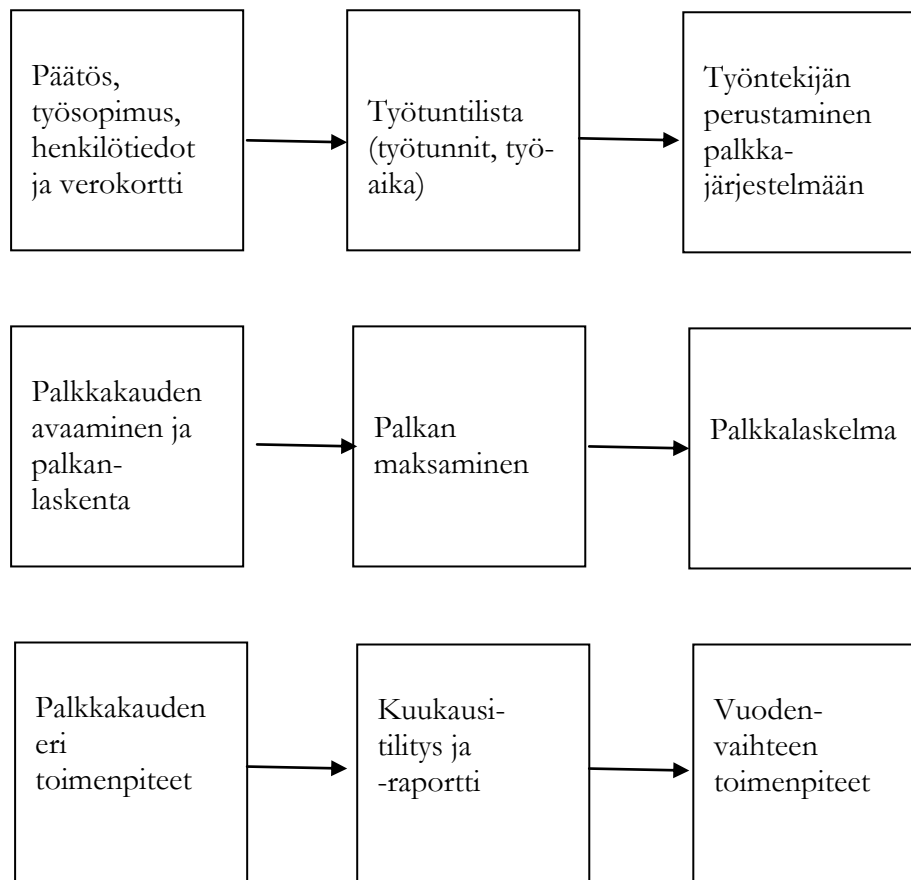 Päätös,
työsopimus,
henkilötiedot
ja verokortti
Työtuntilista
(työtunnit, työ-
aika)
Työntekijän
perustaminen
palkka-
järjestelmään
Palkkakauden
avaaminen ja
palkan-
laskenta
Palkan
maksaminen
Palkkalaskelma
Palkkakauden
eri
toimenpiteet
Kuukausi-
tilitys ja
-raportti
Vuoden-
vaihteen
toimenpiteet